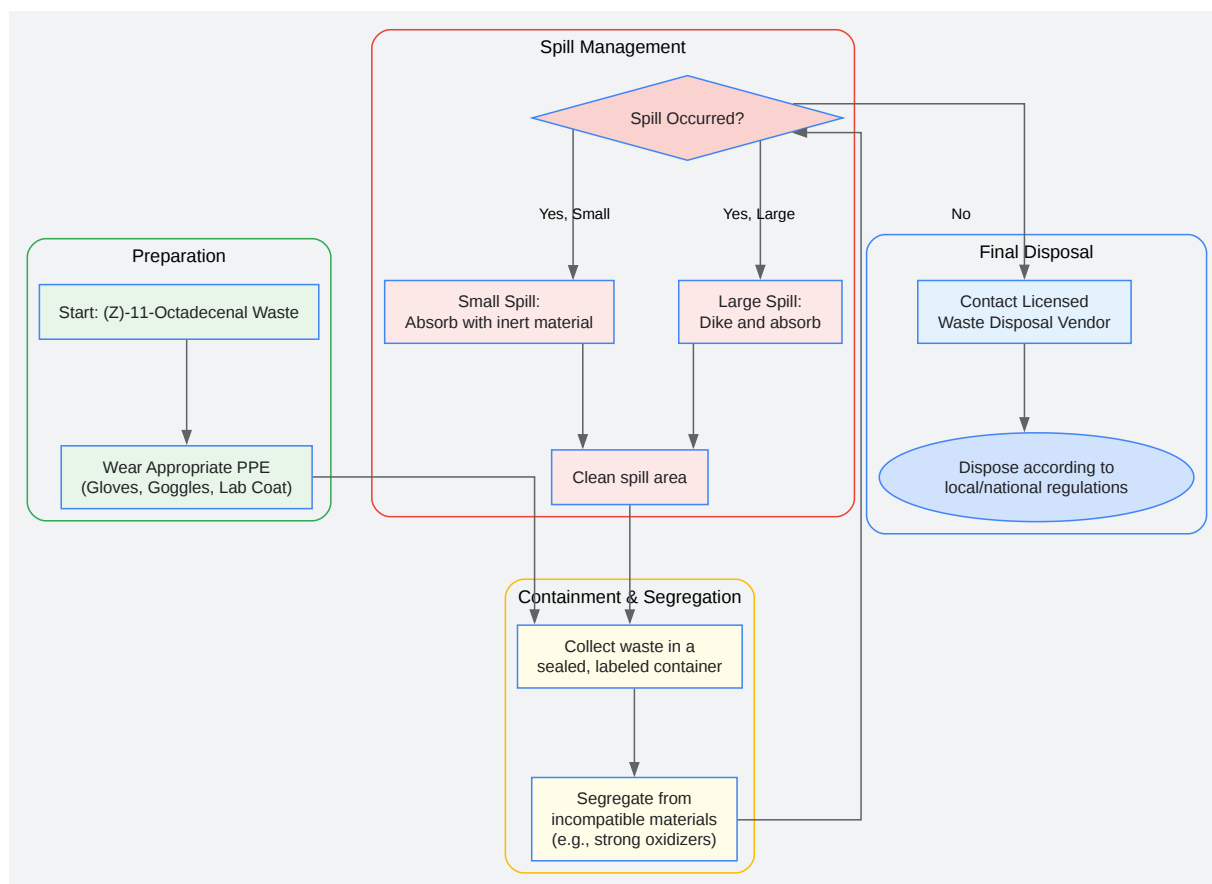 Spill Management
Spill Occurred?
Yes, Small
Yes, Large
No
Preparation
Start: (Z)-11-Octadecenal Waste
Wear Appropriate PPE
(Gloves, Goggles, Lab Coat)
Small Spill:
Absorb with inert material
Large Spill:
Dike and absorb
Clean spill area
Final Disposal
Contact Licensed
Waste Disposal Vendor
Dispose according to
local/national regulations
Containment & Segregation
Collect waste in a
sealed, labeled container
Segregate from
incompatible materials
(e.g., strong oxidizers)